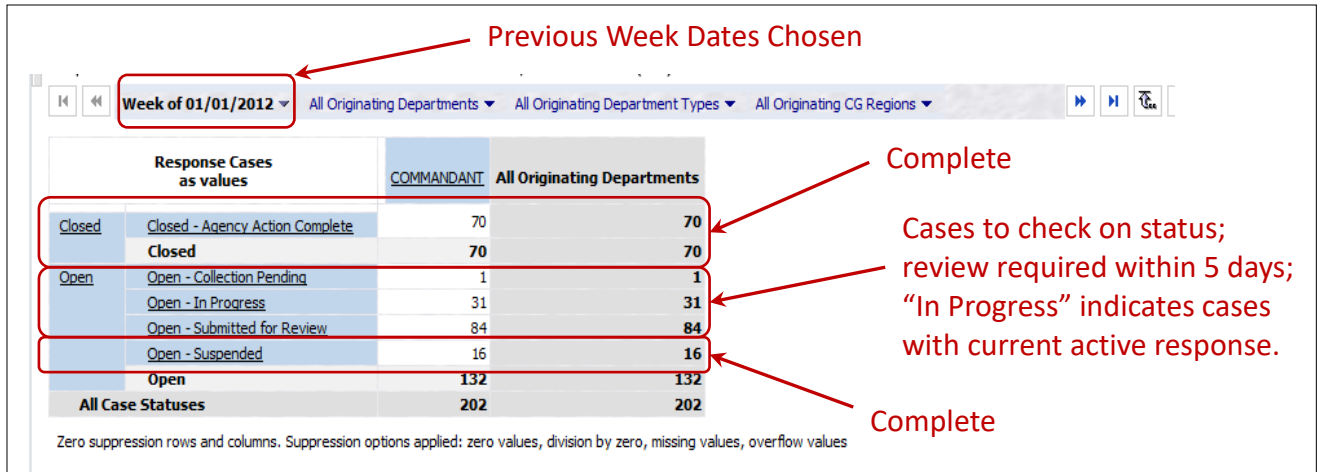 Previous Week Dates Chosen
Week of 01/01/2012 All Originating Departments All Originating Department Types All Originating CG Regions
Response Cases
as values
COMMANDANT All Originating Departments
Complete
Closed Closed - Agency Action Complete 70 70
Closed 70 70
Open Open - Collection Pending 1 1
Open - In Progress 31 31
Open - Submitted for Review 84 84
Open - Suspended 16 16
Open 132 132
All Case Statuses 202 202
Cases to check on status;
review required within 5 days;
“In Progress” indicates cases
with current active response.
Complete
Zero suppression rows and columns. Suppression options applied: zero values, division by zero, missing values, overflow values